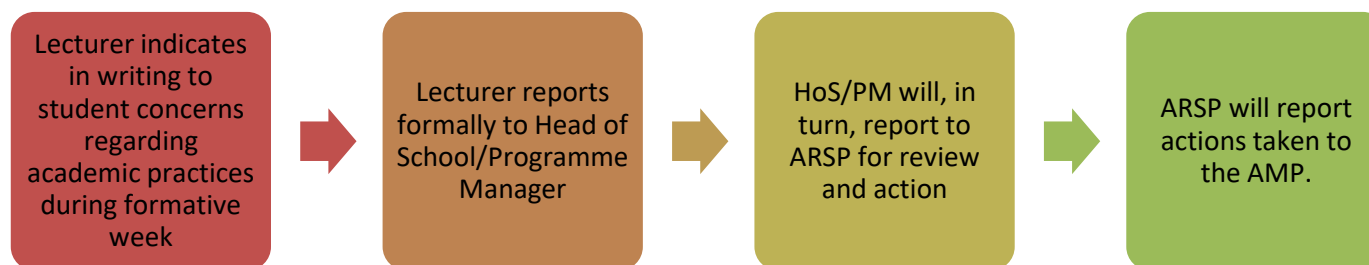 Lecturer indicates
in writing to
student concerns
regarding
academic practices
during formative
week
Lecturer reports
formally to Head of
School/Programme
Manager
HoS/PM will, in
turn, report to
ARSP for review
and action
ARSP will report
actions taken to
the AMP.